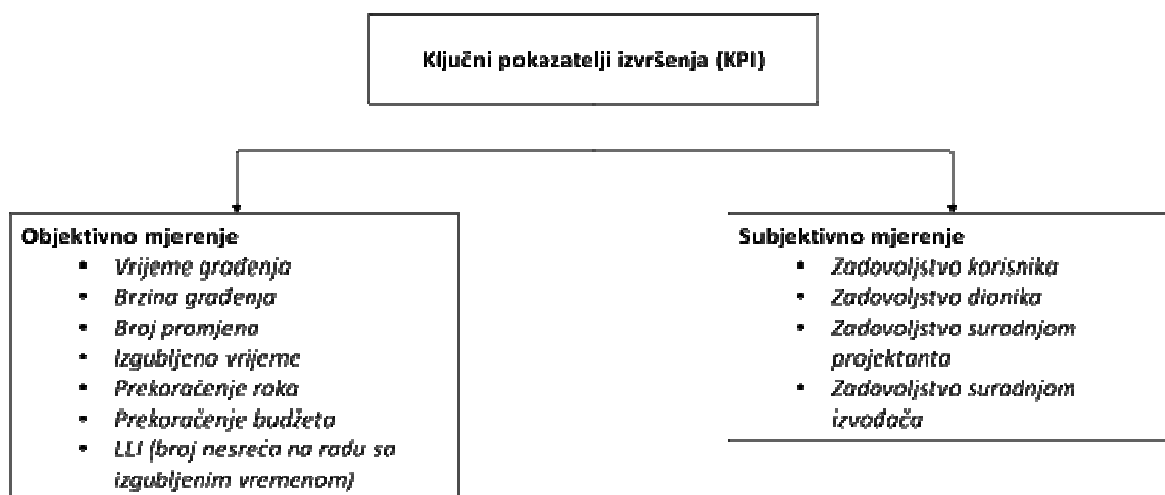 Ključni pokazatelji izvršenja (KPI)
Objektivno mjerenje
▪ Vrijeme građenja
▪ Brzina građenja
▪ Broj promjena
▪ Izgubljeno vrijeme
▪ Prekoračenje roka
▪ Prekoračenje budžeta
▪ LLI (broj nesreća na radu sa
izgubljenim vremenom)
Subjektivno mjerenje
▪ Zadovoljstvo korisnika
▪ Zadovoljstvo dionika
▪ Zadovoljstvo suradnjom
projektanta
▪ Zadovoljstvo suradnjom
izvođača